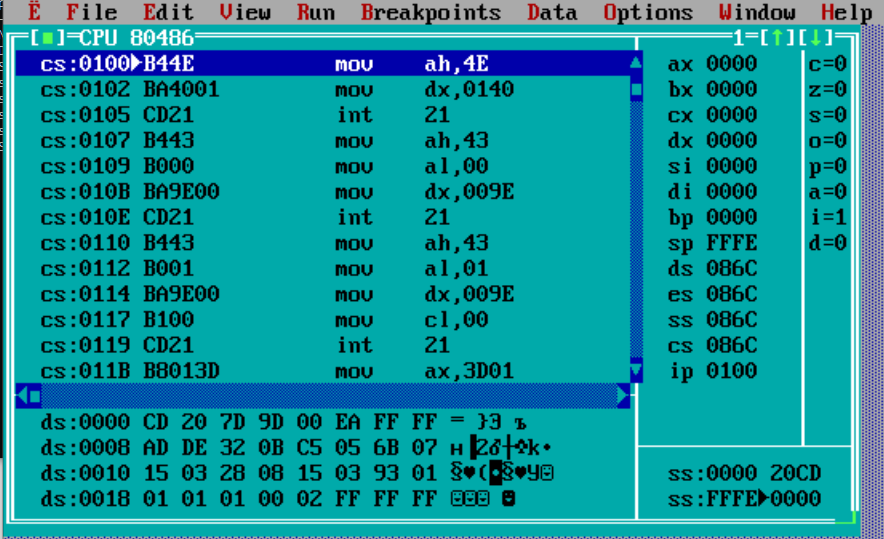 Ë File Edit View Run Breakpoints Data Options Window Help
[■]=CPU 80486 1=[↑][↓]
cs:0100►B44E mov ah,4E ▲ ax 0000 c=0
cs:0102 BA4001 mov dx,0140 bx 0000 z=0
cs:0105 CD21 int 21 cx 0000 s=0
cs:0107 B443 mov ah,43 dx 0000 o=0
cs:0109 B000 mov al,00 si 0000 p=0
cs:010B BA9E00 mov dx,009E di 0000 a=0
cs:010E CD21 int 21 bp 0000 i=1
cs:0110 B443 mov ah,43 sp FFFE d=0
cs:0112 B001 mov al,01 ds 086C
cs:0114 BA9E00 mov dx,009E es 086C
cs:0117 B100 mov cl,00 ss 086C
cs:0119 CD21 int 21 cs 086C
cs:011B B8013D mov ax,3D01 ▼ ip 0100
ds:0000 CD 20 7D 9D 00 EA FF FF = }Э ъ
ds:0008 AD DE 32 0B C5 05 6B 07 н▐2♂┼♣k•
ds:0010 15 03 28 08 15 03 93 01 §♥(◘§♥У☺ ss:0000 20CD
ds:0018 01 01 01 00 02 FF FF FF ☺☺☺ ☻ ss:FFFE►0000